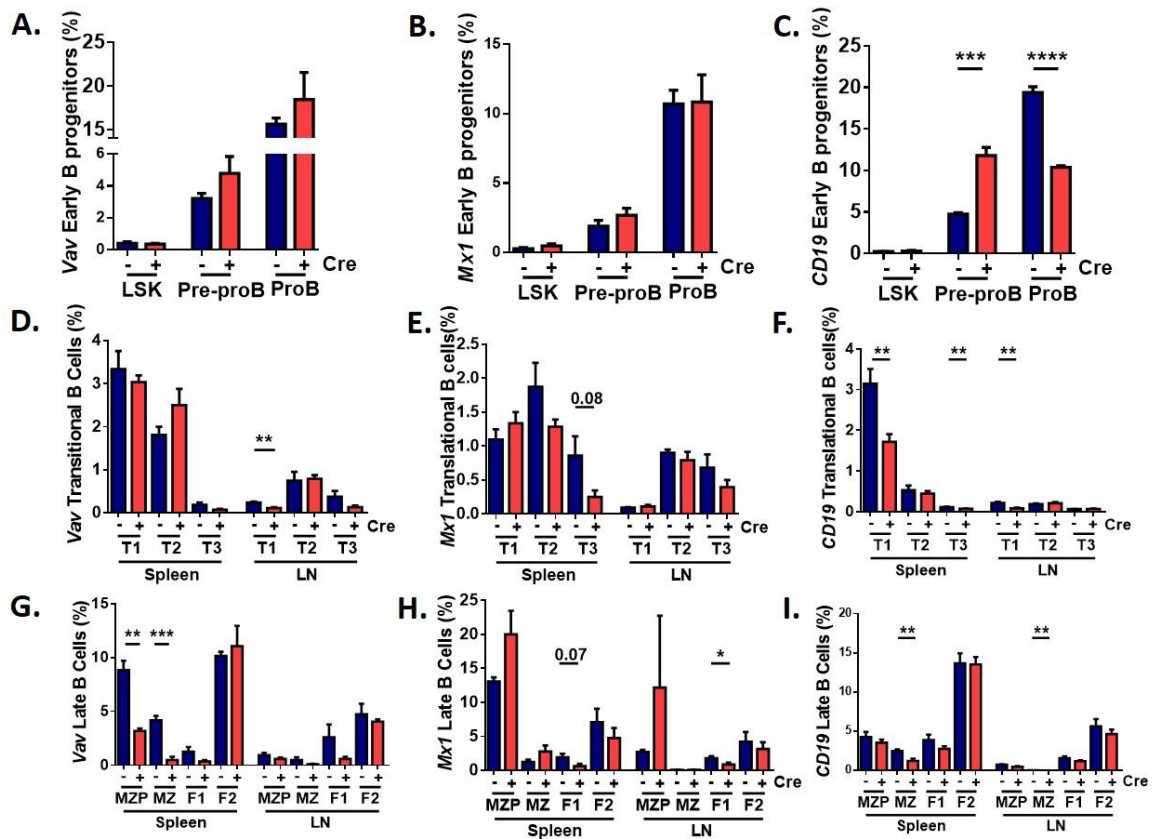 A.
Vav Early B progenitors (%)
25
20
15
6
4
2
0
- + - + - + Cre
LSK Pre-proB ProB
B.
Mx1 Early B progenitors (%)
15
10
5
0
- + - + - + Cre
LSK Pre-proB ProB
C.
CD19 Early B progenitors (%)
25
20
15
10
5
0
*** ****
- + - + - + Cre
LSK Pre-proB ProB
D.
Vav Transitional B Cells (%)
4
3
2
1
0
**
- + - + - + - + - + - + Cre
T1 T2 T3 T1 T2 T3
Spleen LN
E.
Mx1 Translational B cells(%)
2.5
2.0
1.5
1.0
0.5
0.0
0.08
- + - + - + - + - + - + Cre
T1 T2 T3 T1 T2 T3
Spleen LN
F.
CD19 Translational B cells(%)
4
3
2
1
0
** ** **
- + - + - + - + - + - + Cre
T1 T2 T3 T1 T2 T3
Spleen LN
G.
Vav Late B Cells (%)
15
10
5
0
** ***
- + - + - + - + - + - + - + - + Cre
MZP MZ F1 F2 MZP MZ F1 F2
Spleen LN
H.
Mx1 Late B Cells (%)
25
20
15
10
5
0
0.07 *
- + - + - + - + - + - + - + - + Cre
MZP MZ F1 F2 MZP MZ F1 F2
Spleen LN
I.
CD19 Late B Cells (%)
20
15
10
5
0
** **
- + - + - + - + - + - + - + - + Cre
MZP MZ F1 F2 MZP MZ F1 F2
Spleen LN